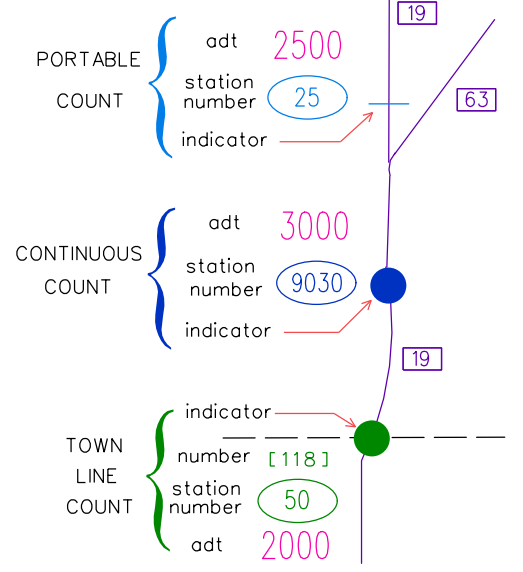 19
adt 2500
PORTABLE
COUNT
station
number 25
63
indicator
adt 3000
CONTINUOUS
COUNT
station
number 9030
indicator
19
indicator
TOWN
LINE
COUNT
number [118]
station
number 50
adt 2000